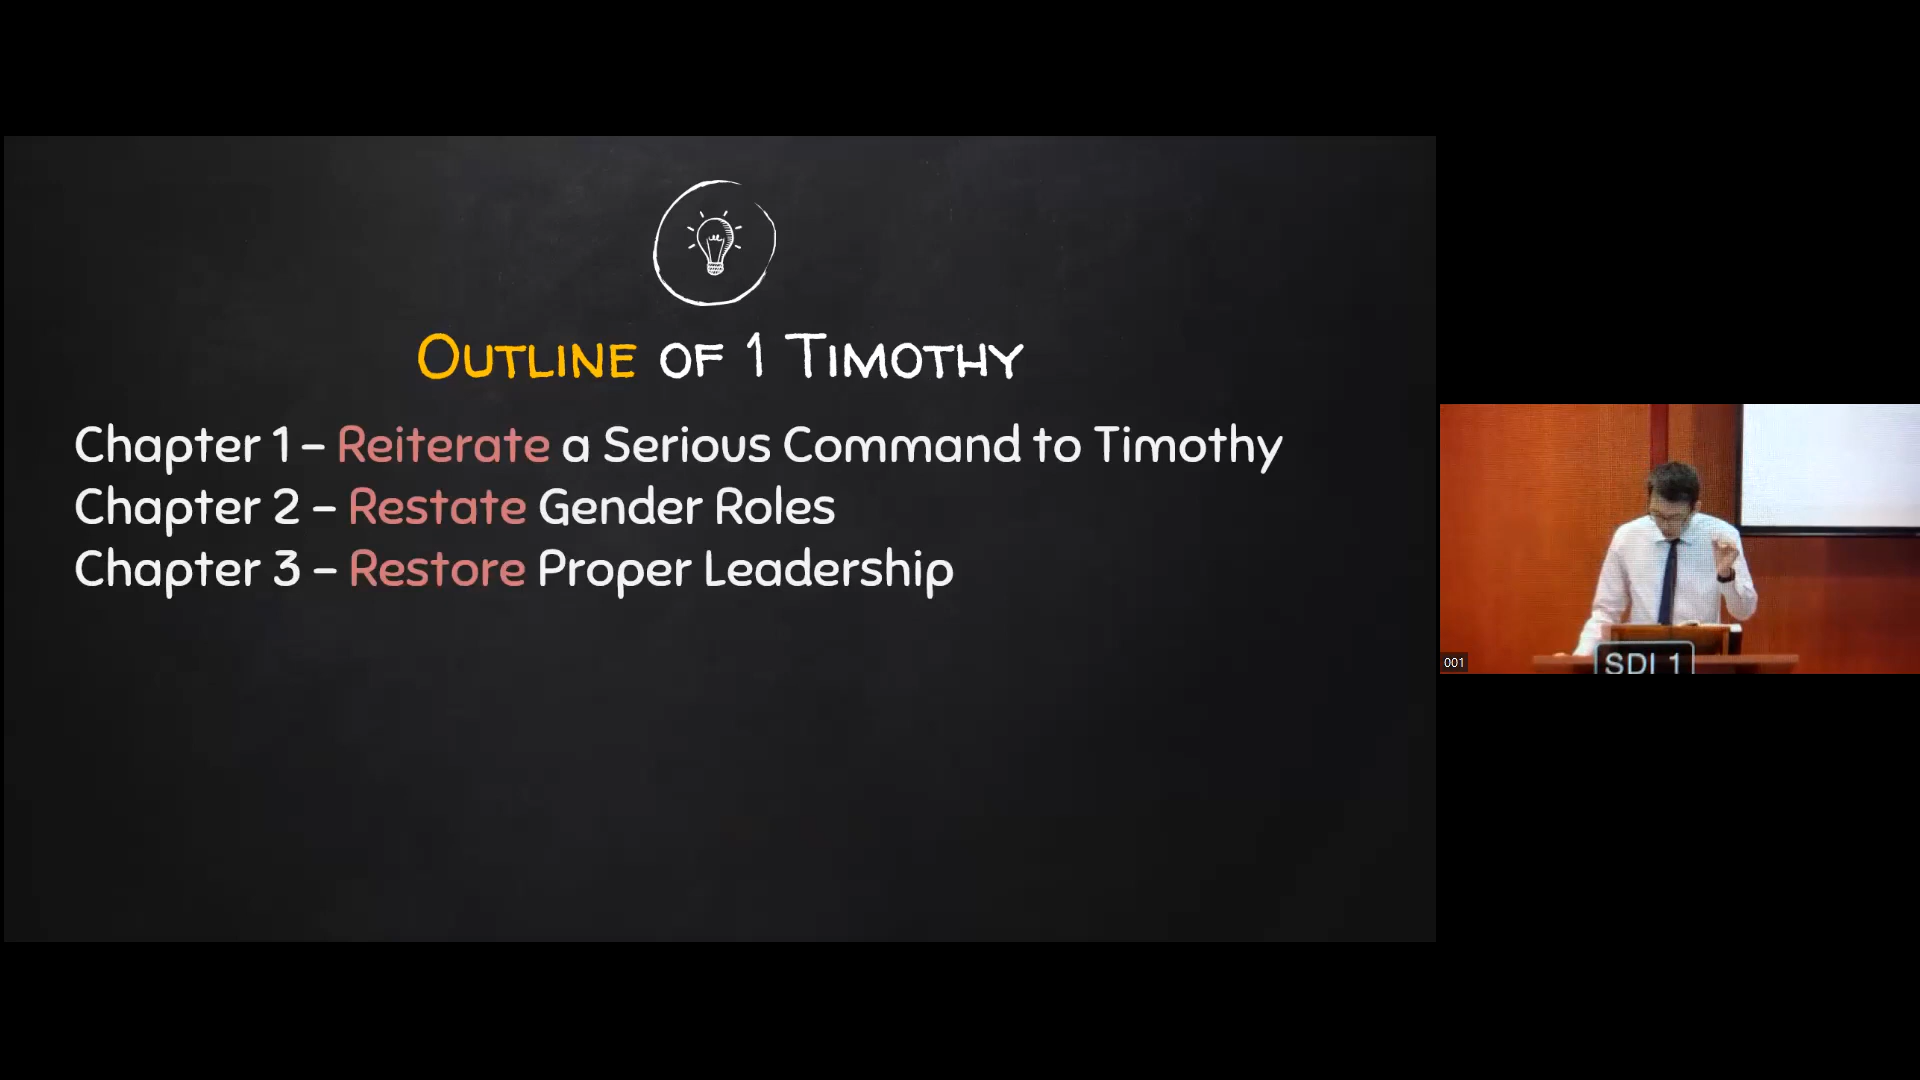 Outline of 1 Timothy
Chapter 1 – Reiterate a Serious Command to Timothy
Chapter 2 – Restate Gender Roles
Chapter 3 – Restore Proper Leadership
001
SDI 1